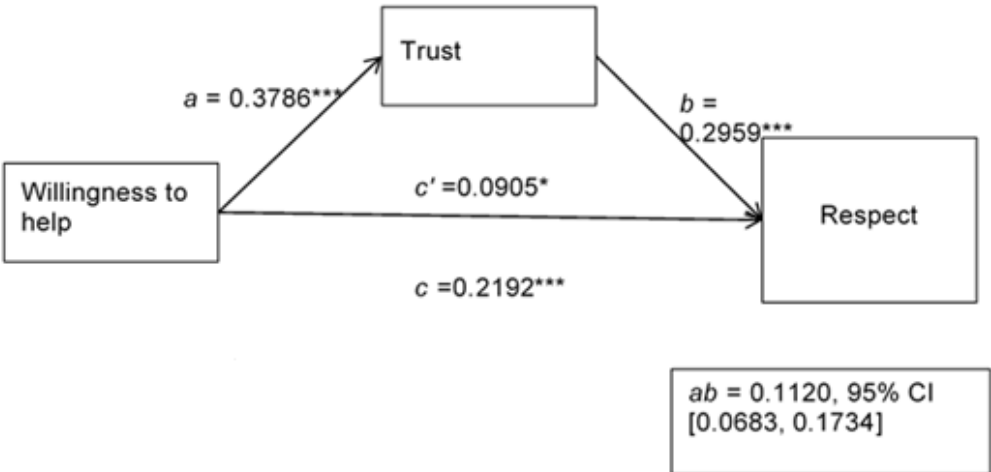 Trust
a = 0.3786***
b =
0.2959***
Willingness to
help
c' =0.0905*
Respect
c =0.2192***
ab = 0.1120, 95% CI
[0.0683, 0.1734]